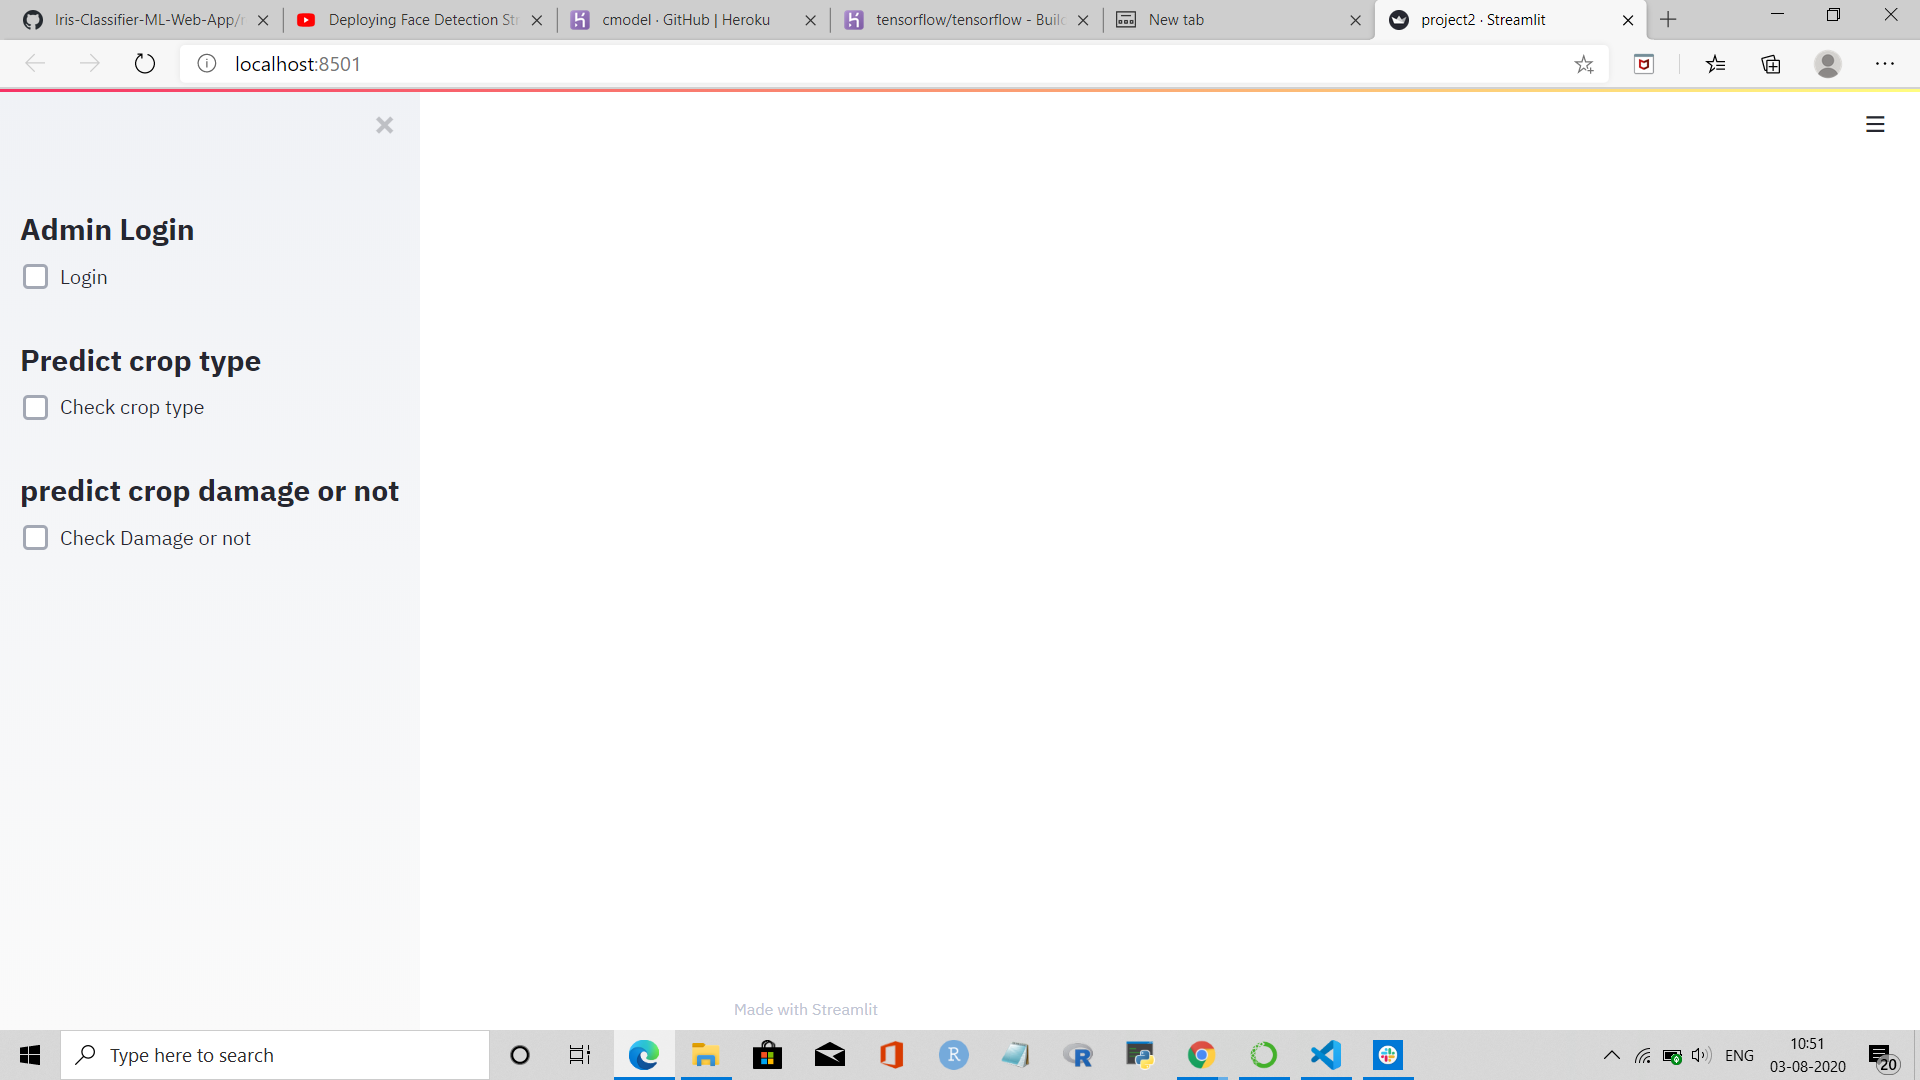 Iris-Classifier-ML-Web-App/r
Deploying Face Detection Str
cmodel · GitHub | Heroku
tensorflow/tensorflow - Build
New tab
project2 · Streamlit
localhost:8501
Admin Login
Login
Predict crop type
Check crop type
predict crop damage or not
Check Damage or not
Made with Streamlit
Type here to search
ENG
10:51
03-08-2020
20